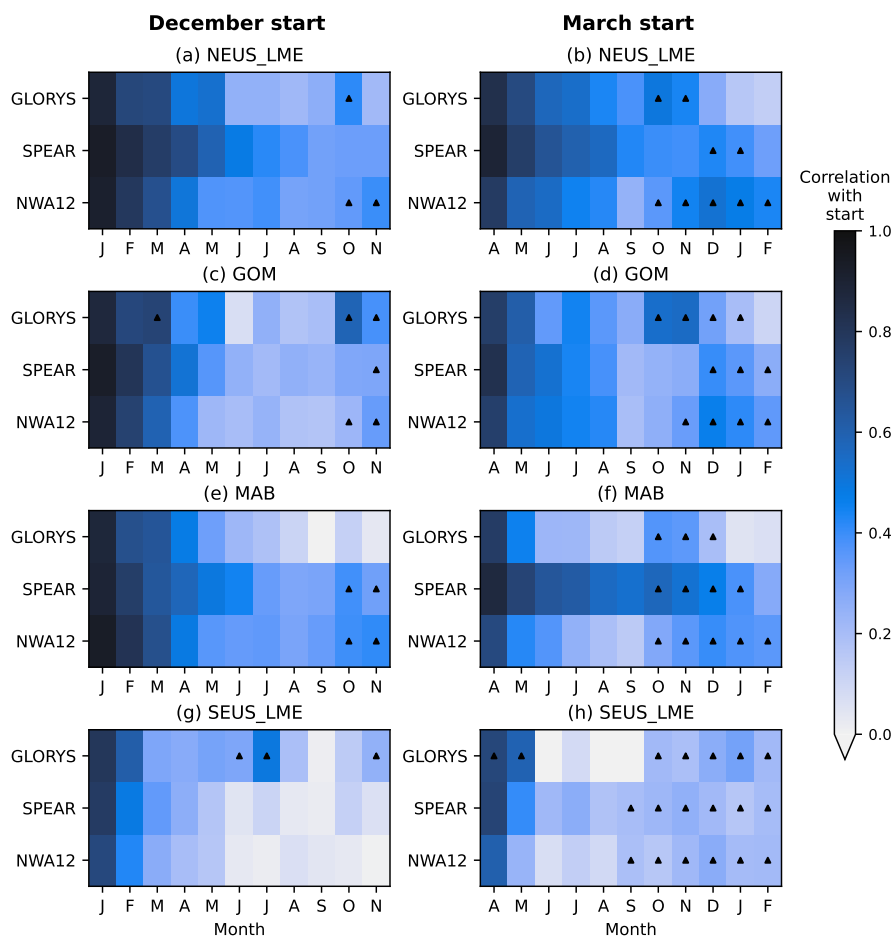 December start
March start
(a) NEUS_LME
(b) NEUS_LME
GLORYS
SPEAR
NWA12
J F M A M J J A S O N
GLORYS
SPEAR
NWA12
A M J J A S O N D J F
(c) GOM
(d) GOM
GLORYS
SPEAR
NWA12
J F M A M J J A S O N
GLORYS
SPEAR
NWA12
A M J J A S O N D J F
(e) MAB
(f) MAB
GLORYS
SPEAR
NWA12
J F M A M J J A S O N
GLORYS
SPEAR
NWA12
A M J J A S O N D J F
(g) SEUS_LME
(h) SEUS_LME
GLORYS
SPEAR
NWA12
J F M A M J J A S O N
Month
GLORYS
SPEAR
NWA12
A M J J A S O N D J F
Month
Correlation
with
start
1.0
0.8
0.6
0.4
0.2
0.0